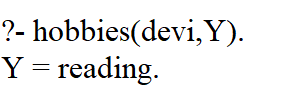 ?- hobbies(devi,Y).
Y = reading.